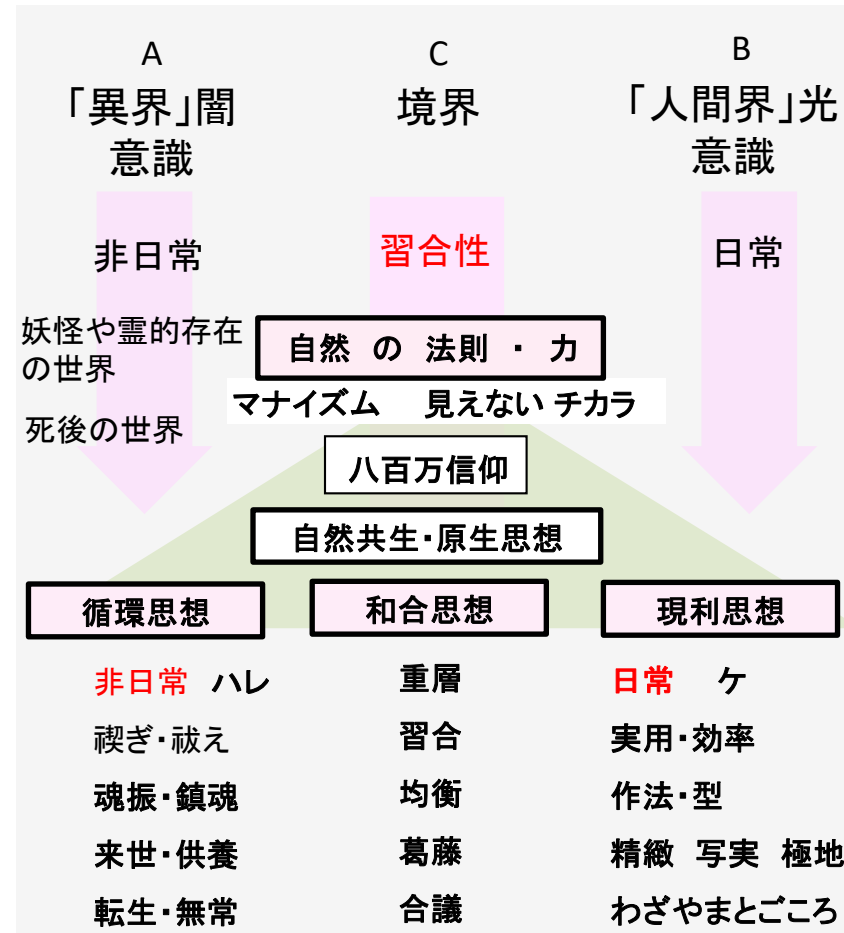 A
C
B
「異界」闇
意識
境界
「人間界」光
意識
非日常
習合性
日常
妖怪や霊的存在
の世界
死後の世界
自然 の 法則 ・ 力
マナイズム 見えない チカラ
八百万信仰
自然共生・原生思想
循環思想
和合思想
現利思想
非日常 ハレ
重層
日常 ケ
禊ぎ・祓え
習合
実用・効率
魂振・鎮魂
均衡
作法・型
来世・供養
葛藤
精緻 写実 極地
転生・無常
合議
わざやまとごころ